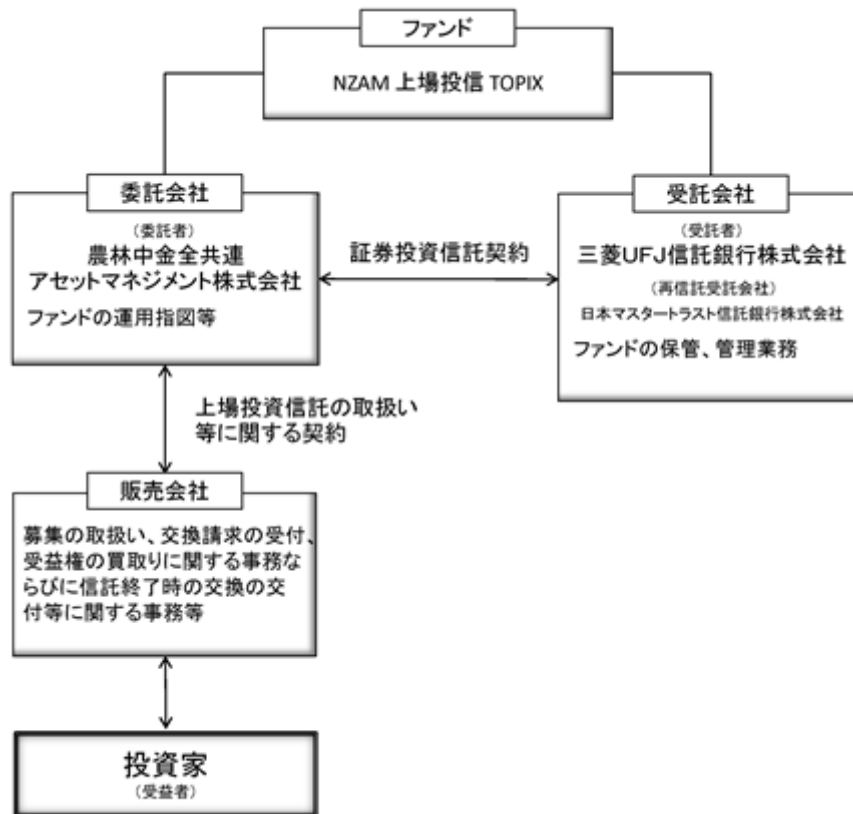 ファンド
NZAM 上場投信 TOPIX
委託会社
（委託者）
農林中金全共連
アセットマネジメント株式会社
ファンドの運用指図等
証券投資信託契約
受託会社
（受託者）
三菱UFJ信託銀行株式会社
（再信託受託会社）
日本マスタートラスト信託銀行株式会社
ファンドの保管、管理業務
上場投資信託の取扱い
等に関する契約
販売会社
募集の取扱い、交換請求の受付、
受益権の買取りに関する事務な
らびに信託終了時の交換の交
付等に関する事務等
投資家
（受益者）